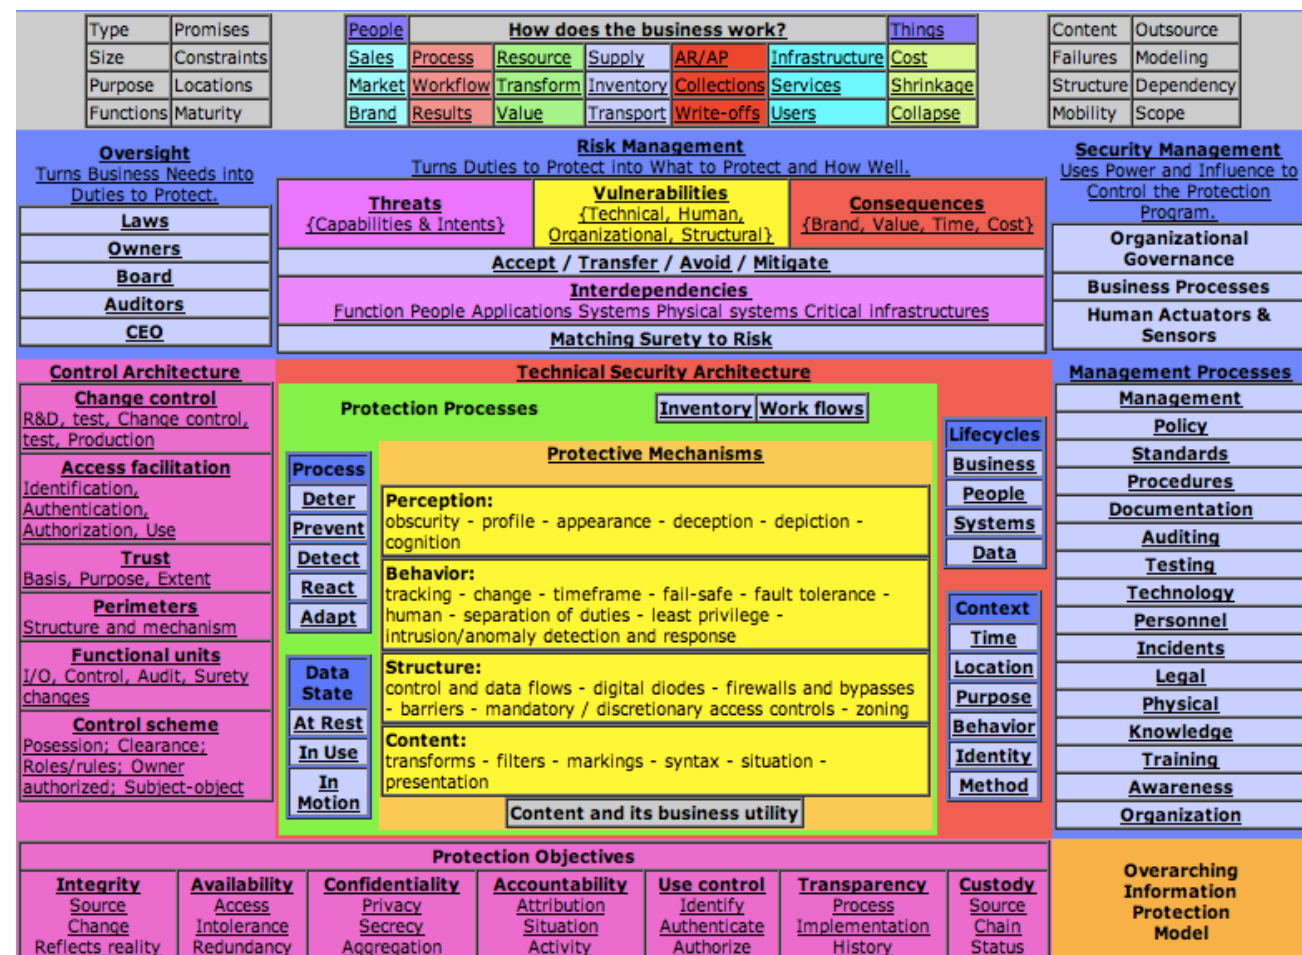 Type Promises
Size Constraints
Purpose Locations
Functions Maturity
People How does the business work? Things
Sales Process Resource Supply AR/AP Infrastructure Cost
Market Workflow Transform Inventory Collections Services Shrinkage
Brand Results Value Transport Write-offs Users Collapse
Content Outsource
Failures Modeling
Structure Dependency
Mobility Scope
Oversight
Turns Business Needs into
Duties to Protect.
Laws
Owners
Board
Auditors
CEO
Risk Management
Turns Duties to Protect into What to Protect and How Well.
Threats
{Capabilities & Intents}
Vulnerabilities
{Technical, Human,
Organizational, Structural}
Consequences
{Brand, Value, Time, Cost}
Accept / Transfer / Avoid / Mitigate
Interdependencies
Function People Applications Systems Physical systems Critical infrastructures
Matching Surety to Risk
Security Management
Uses Power and Influence to
Control the Protection
Program.
Organizational
Governance
Business Processes
Human Actuators &
Sensors
Control Architecture
Change control
R&D, test, Change control,
test, Production
Access facilitation
Identification,
Authentication,
Authorization, Use
Trust
Basis, Purpose, Extent
Perimeters
Structure and mechanism
Functional units
I/O, Control, Audit, Surety
changes
Control scheme
Posession; Clearance;
Roles/rules; Owner
authorized; Subject-object
Technical Security Architecture
Protection Processes
Inventory Work flows
Process
Deter
Prevent
Detect
React
Adapt
Data
State
At Rest
In Use
In
Motion
Protective Mechanisms
Perception:
obscurity - profile - appearance - deception - depiction -
cognition
Behavior:
tracking - change - timeframe - fail-safe - fault tolerance -
human - separation of duties - least privilege -
intrusion/anomaly detection and response
Structure:
control and data flows - digital diodes - firewalls and bypasses
- barriers - mandatory / discretionary access controls - zoning
Content:
transforms - filters - markings - syntax - situation -
presentation
Content and its business utility
Lifecycles
Business
People
Systems
Data
Context
Time
Location
Purpose
Behavior
Identity
Method
Management Processes
Management
Policy
Standards
Procedures
Documentation
Auditing
Testing
Technology
Personnel
Incidents
Legal
Physical
Knowledge
Training
Awareness
Organization
Protection Objectives
Integrity Availability Confidentiality Accountability Use control Transparency Custody
Source Access Privacy Attribution Identify Process Source
Change Intolerance Secrecy Situation Authenticate Implementation Chain
Reflects reality Redundancy Aggregation Activity Authorize History Status
Overarching
Information
Protection
Model